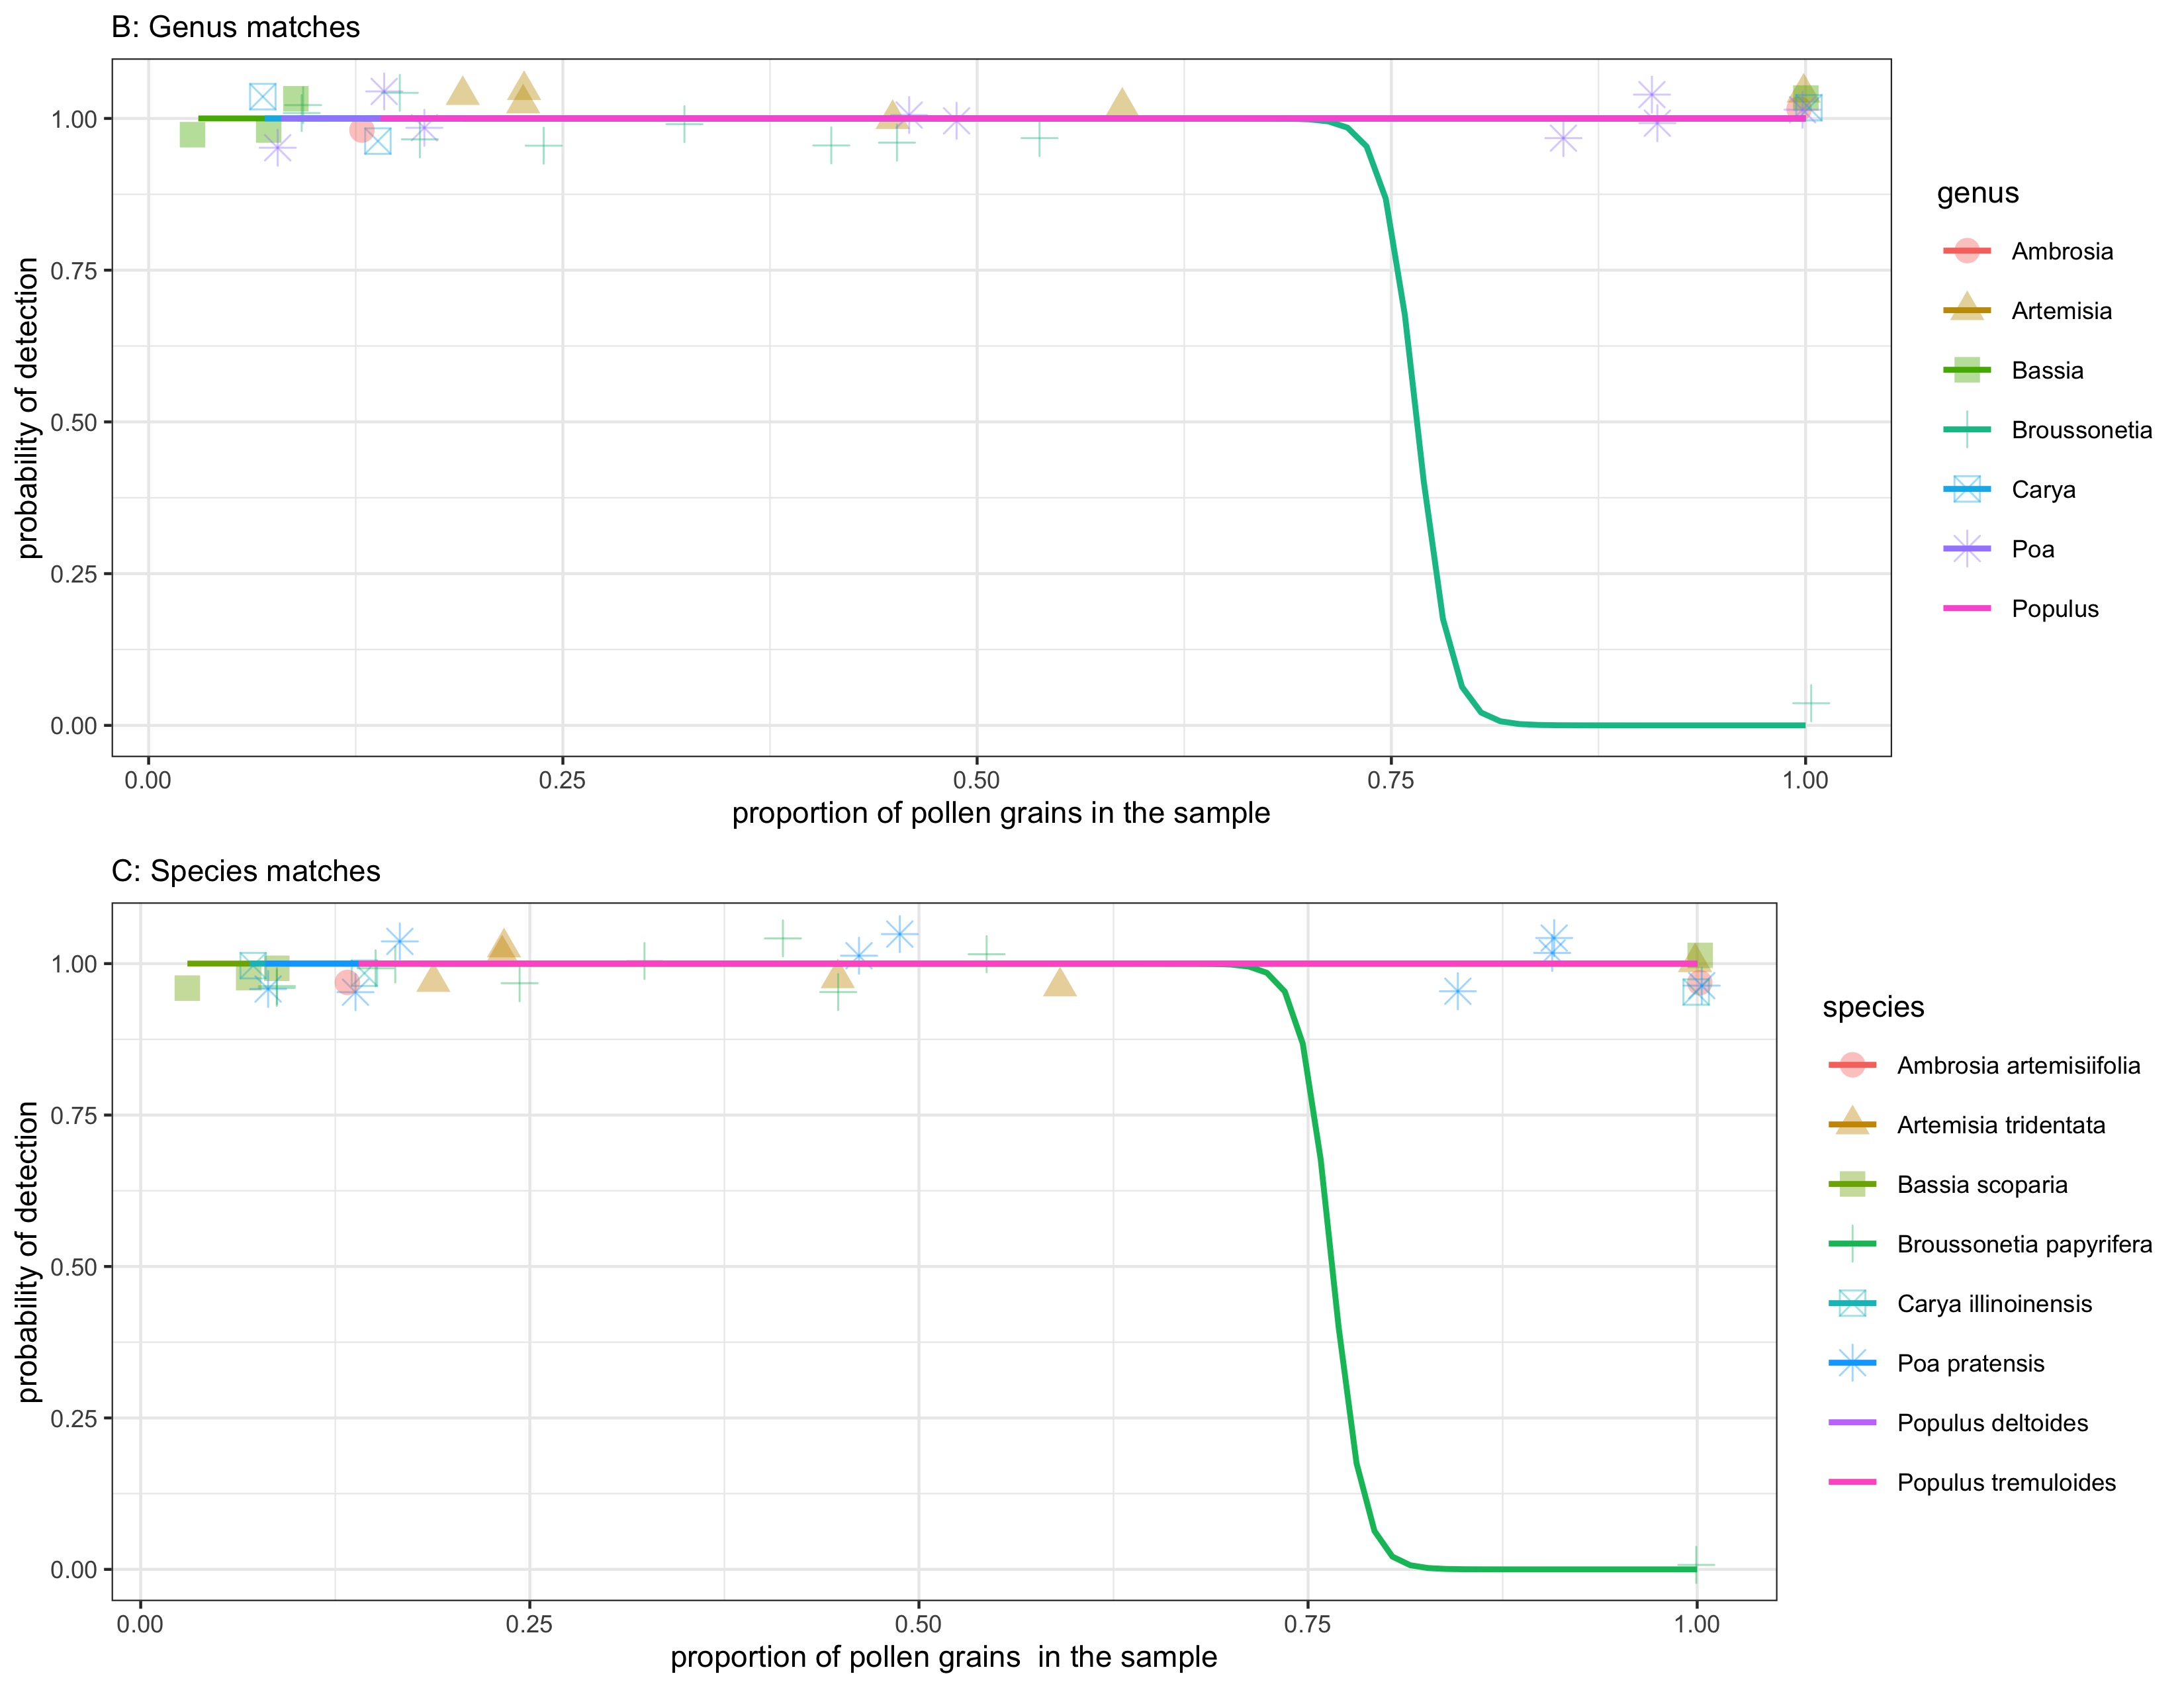 B: Genus matches
probability of detection
1.00
0.75
0.50
0.25
0.00
0.00 0.25 0.50 0.75 1.00
proportion of pollen grains in the sample
genus
Ambrosia
Artemisia
Bassia
Broussonetia
Carya
Poa
Populus
C: Species matches
probability of detection
1.00
0.75
0.50
0.25
0.00
0.00 0.25 0.50 0.75 1.00
proportion of pollen grains  in the sample
species
Ambrosia artemisiifolia
Artemisia tridentata
Bassia scoparia
Broussonetia papyrifera
Carya illinoinensis
Poa pratensis
Populus deltoides
Populus tremuloides